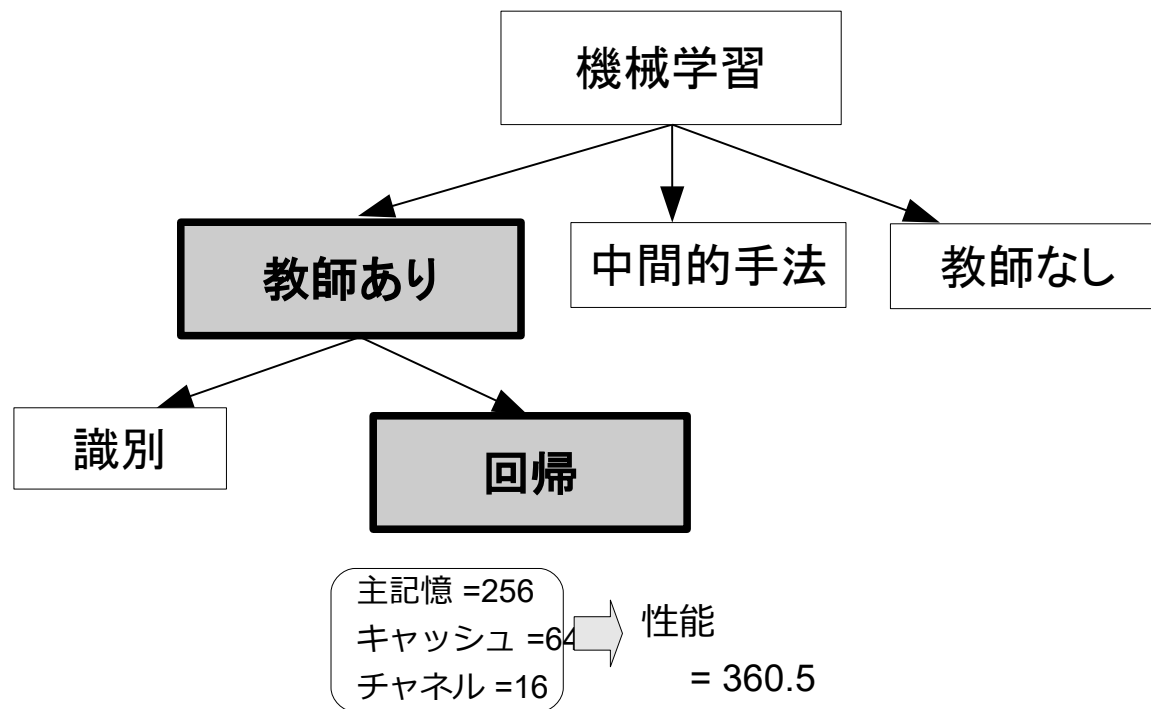 機械学習
教師あり
中間的手法
教師なし
識別
回帰
主記憶 =256
キャッシュ =64
チャネル =16
性能
= 360.5